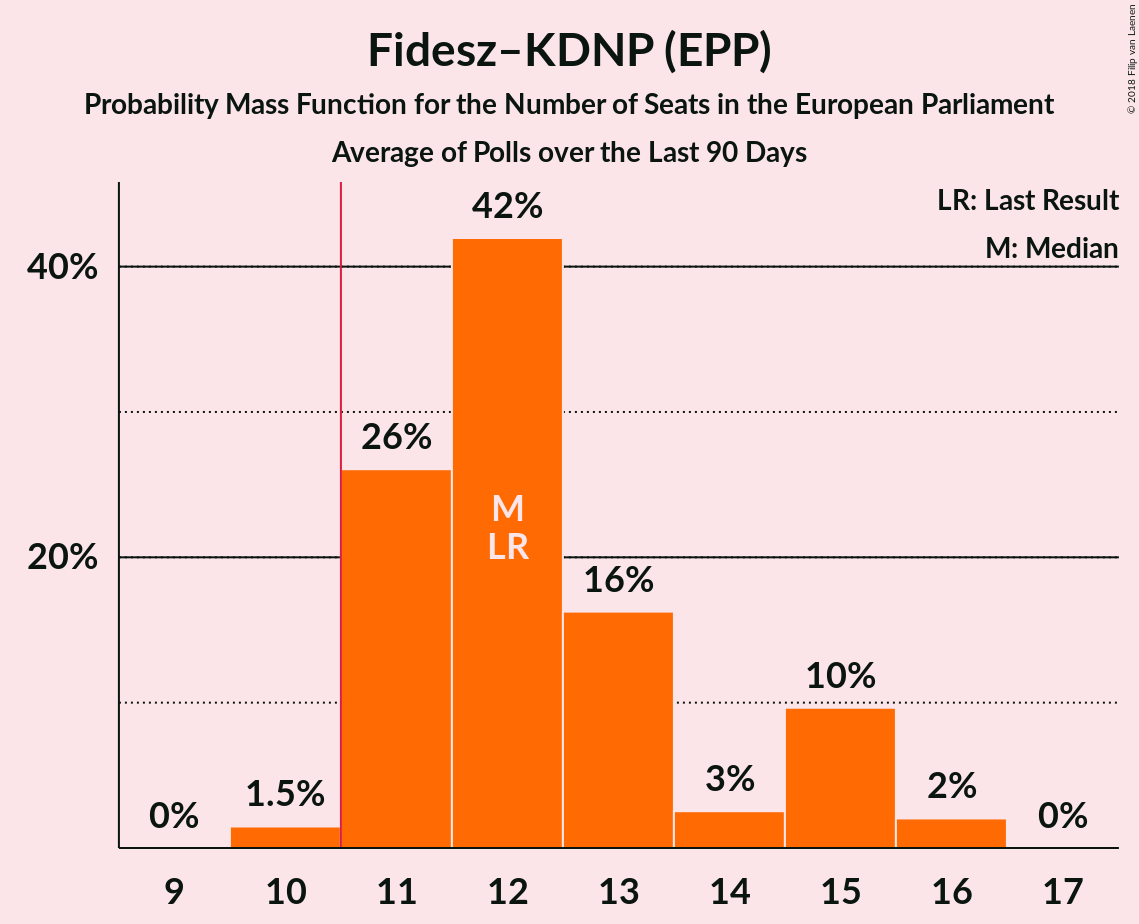 Fidesz–KDNP (EPP)
Probability Mass Function for the Number of Seats in the European Parliament
Average of Polls over the Last 90 Days
© 2018 Filip van Laenen
LR: Last Result
M: Median
40%
20%
0%
1.5%
26%
42%
M
LR
16%
3%
10%
2%
0%
9 10 11 12 13 14 15 16 17